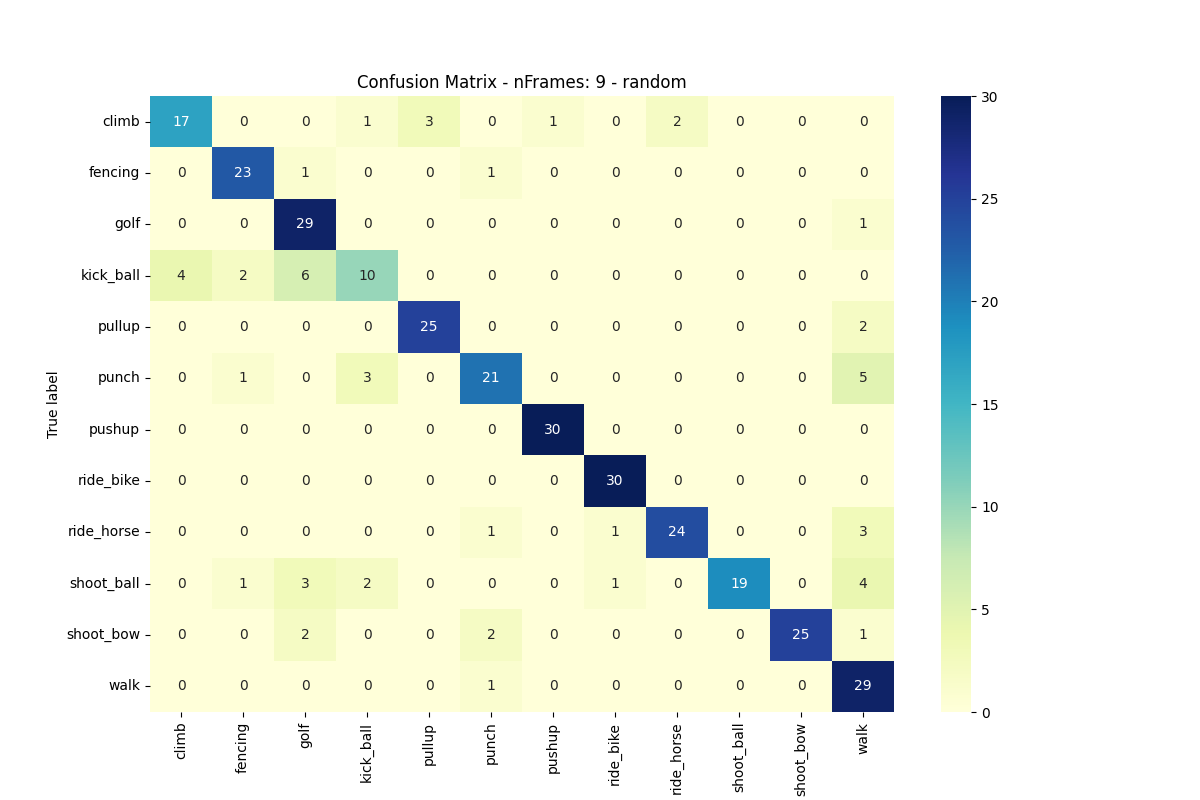 Confusion Matrix - nFrames: 9 - random
climb 17 0 0 1 3 0 1 0 2 0 0 0
fencing 0 23 1 0 0 1 0 0 0 0 0 0
golf 0 0 29 0 0 0 0 0 0 0 0 1
kick_ball 4 2 6 10 0 0 0 0 0 0 0 0
pullup 0 0 0 0 25 0 0 0 0 0 0 2
punch 0 1 0 3 0 21 0 0 0 0 0 5
pushup 0 0 0 0 0 0 30 0 0 0 0 0
ride_bike 0 0 0 0 0 0 0 30 0 0 0 0
ride_horse 0 0 0 0 0 1 0 1 24 0 0 3
shoot_ball 0 1 3 2 0 0 0 1 0 19 0 4
shoot_bow 0 0 2 0 0 2 0 0 0 0 25 1
walk 0 0 0 0 0 1 0 0 0 0 0 29
True label
climb fencing golf kick_ball pullup punch pushup ride_bike ride_horse shoot_ball shoot_bow walk
30
25
20
15
10
5
0